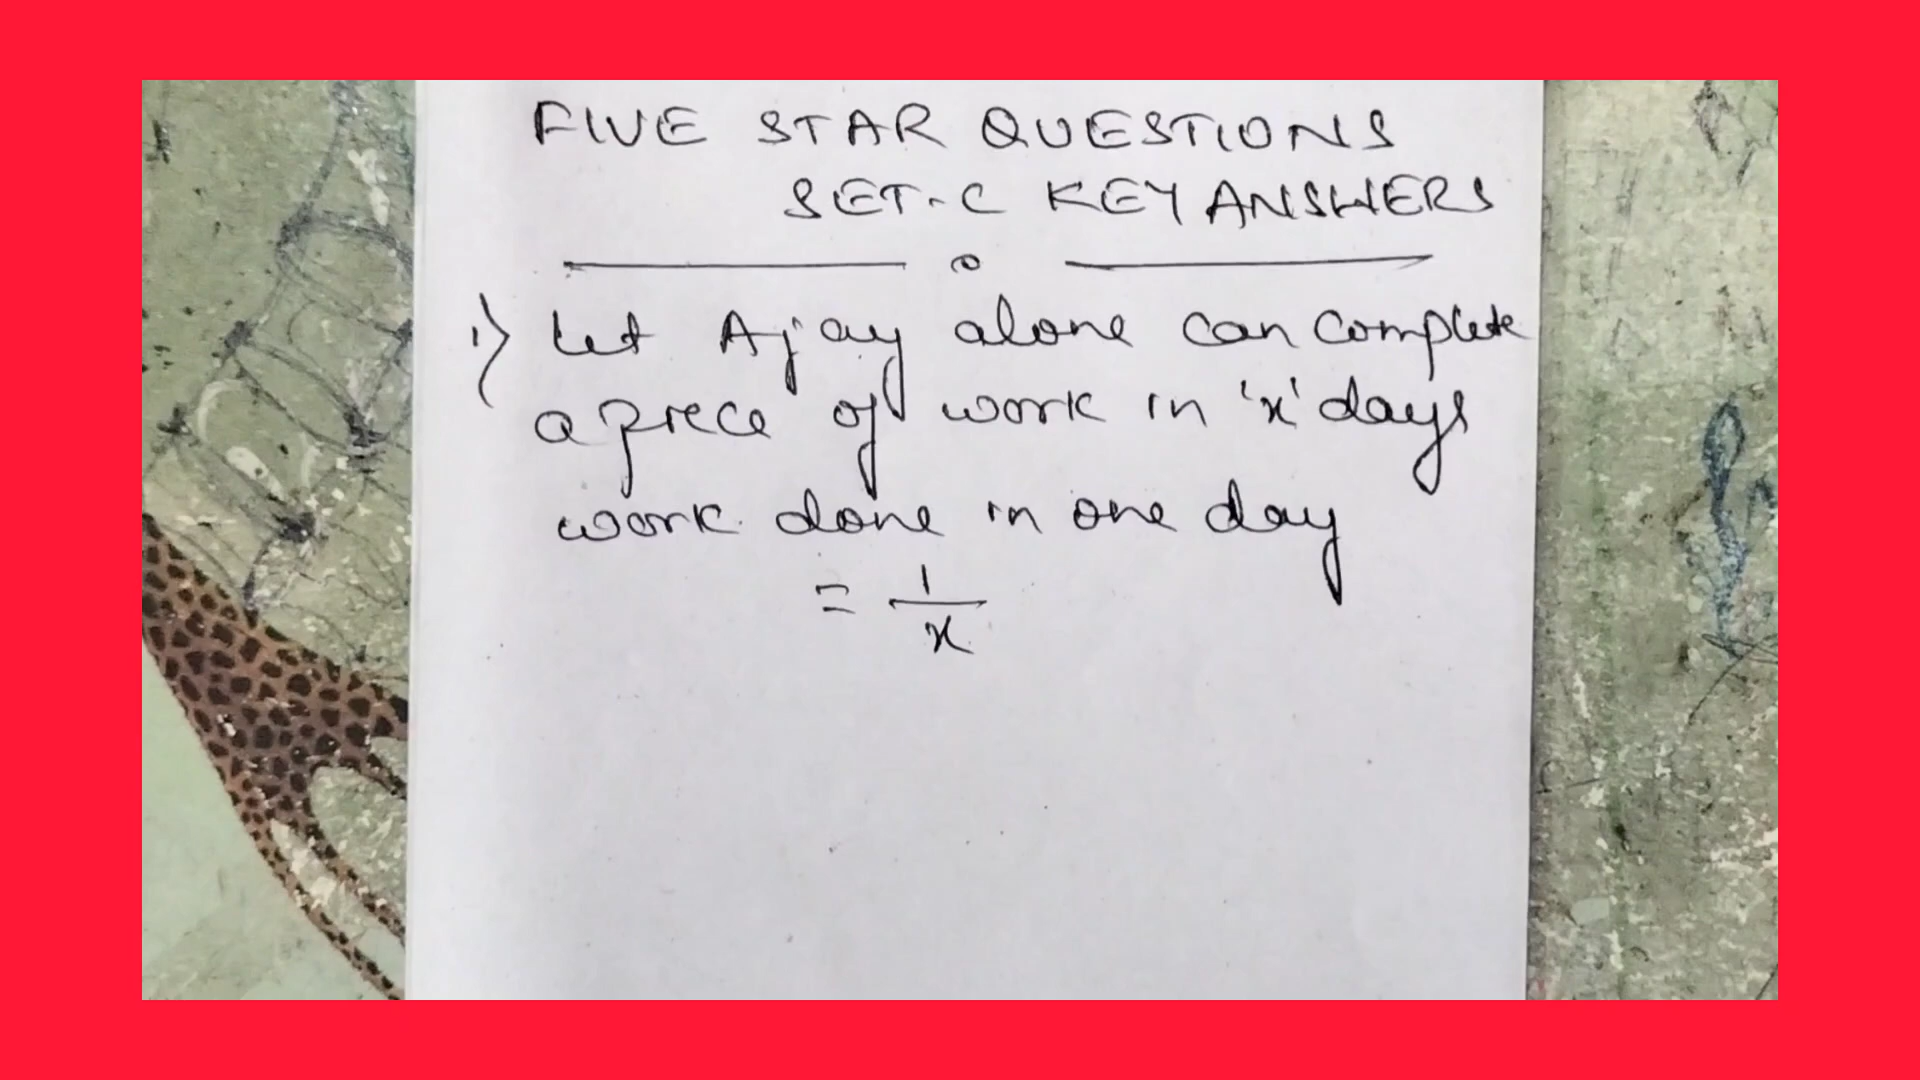 FIVE STAR QUESTIONS
SET-C KEY ANSWERS
1) Let Ajay alone can complete
a piece of work in 'x' days
work done in one day
= 1/x